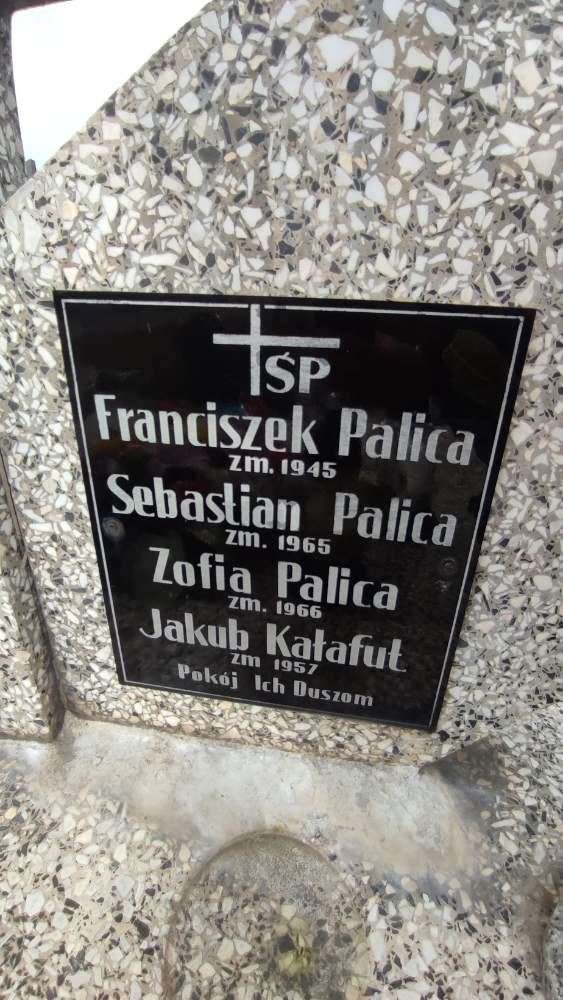 ŚP
Franciszek Palica
zm. 1945
Sebastian Palica
zm. 1965
Zofia Palica
zm. 1966
Jakub Kałafut
zm 1957
Pokój Ich Duszom